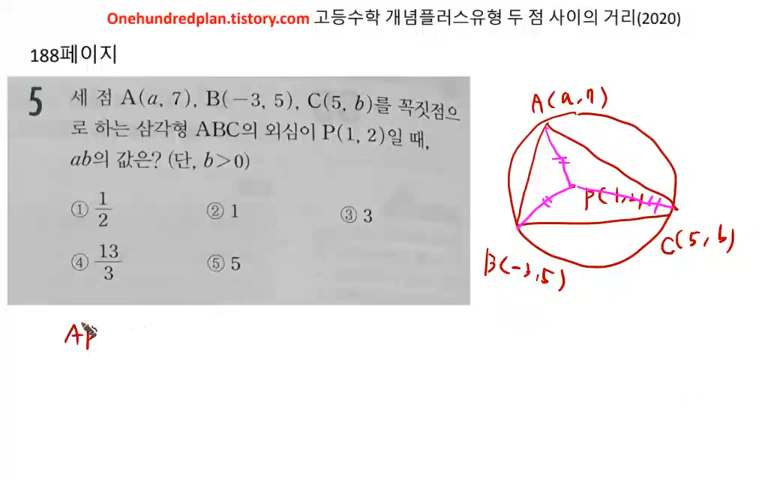 Onehundredplan.tistory.com 고등수학 개념플러스유형 두 점 사이의 거리(2020)
188페이지
5 세 점 A(a, 7), B(−3, 5), C(5, b)를 꼭짓점으
로 하는 삼각형 ABC의 외심이 P(1, 2)일 때,
ab의 값은? (단, b>0)
① 1/2 ② 1 ③ 3
④ 13/3 ⑤ 5
A(a,7)
P(1,2)
C(5,b)
B(-3,5)
AP